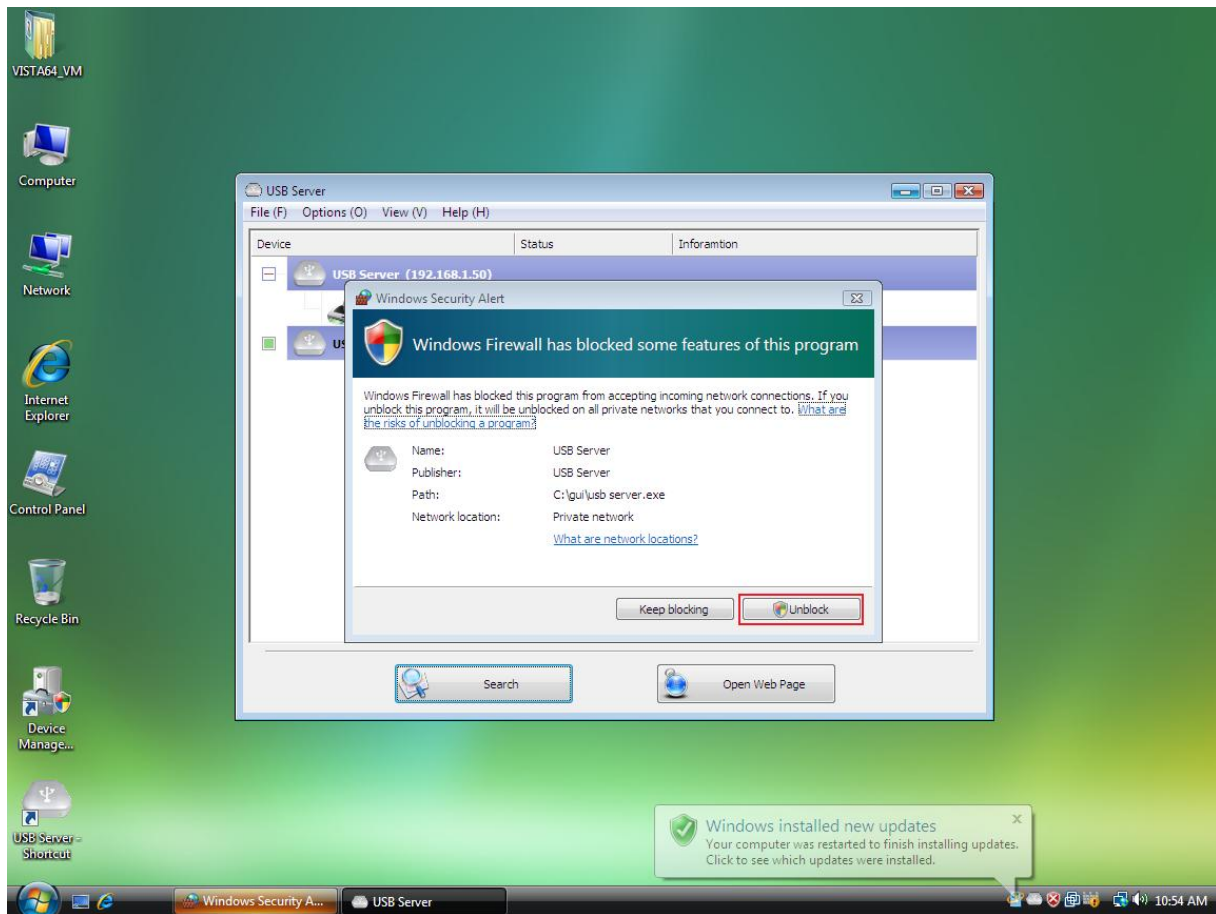 VISTA64_VM
Computer
Network
Internet
Explorer
Control Panel
Recycle Bin
Device
Manage...
USB Server -
Shortcut
USB Server
File (F) Options (O) View (V) Help (H)
Device Status Inforamtion
USB Server (192.168.1.50)
Windows Security Alert
Windows Firewall has blocked some features of this program
Windows Firewall has blocked this program from accepting incoming network connections. If you
unblock this program, it will be unblocked on all private networks that you connect to. What are
the risks of unblocking a program?
Name: USB Server
Publisher: USB Server
Path: C:\gui\usb server.exe
Network location: Private network
What are network locations?
Keep blocking Unblock
Search Open Web Page
Windows installed new updates
Your computer was restarted to finish installing updates.
Click to see which updates were installed.
Windows Security A... USB Server 10:54 AM